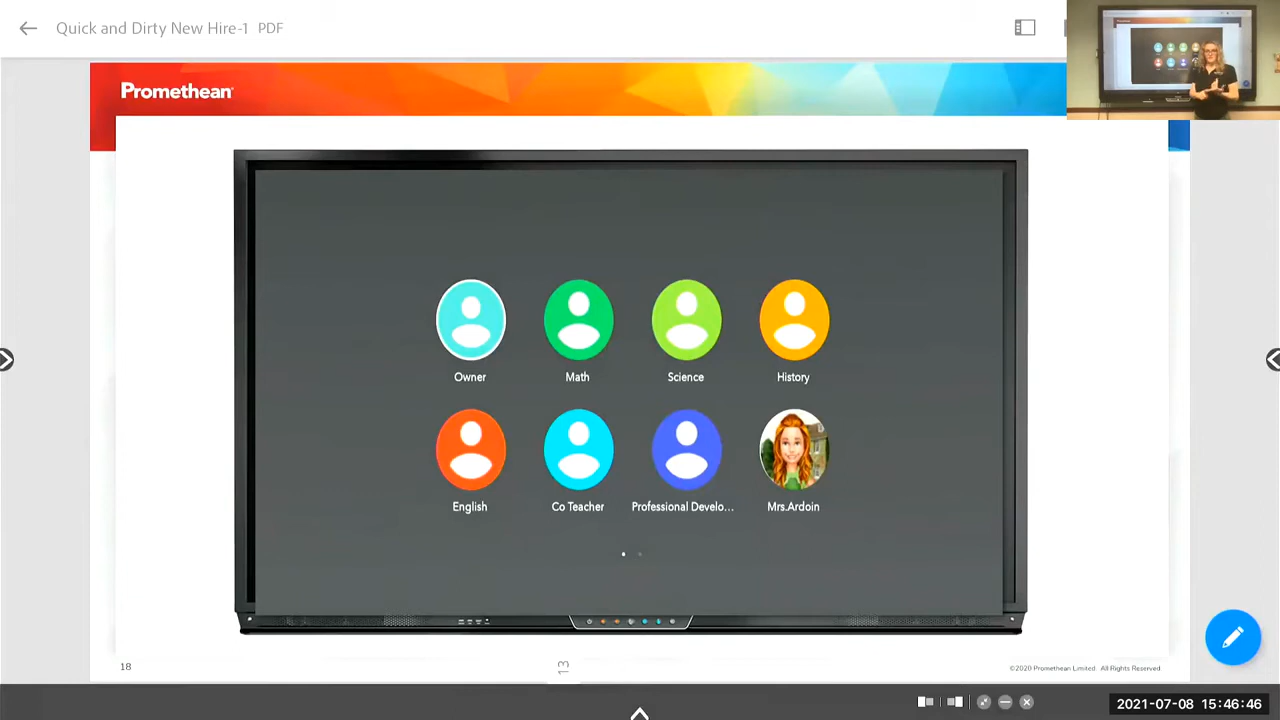 Quick and Dirty New Hire-1 PDF
Promethean
Owner Math Science History
English Co Teacher Professional Develo... Mrs.Ardoin
18
13
©2020 Promethean Limited. All Rights Reserved
2021-07-08 15:46:46